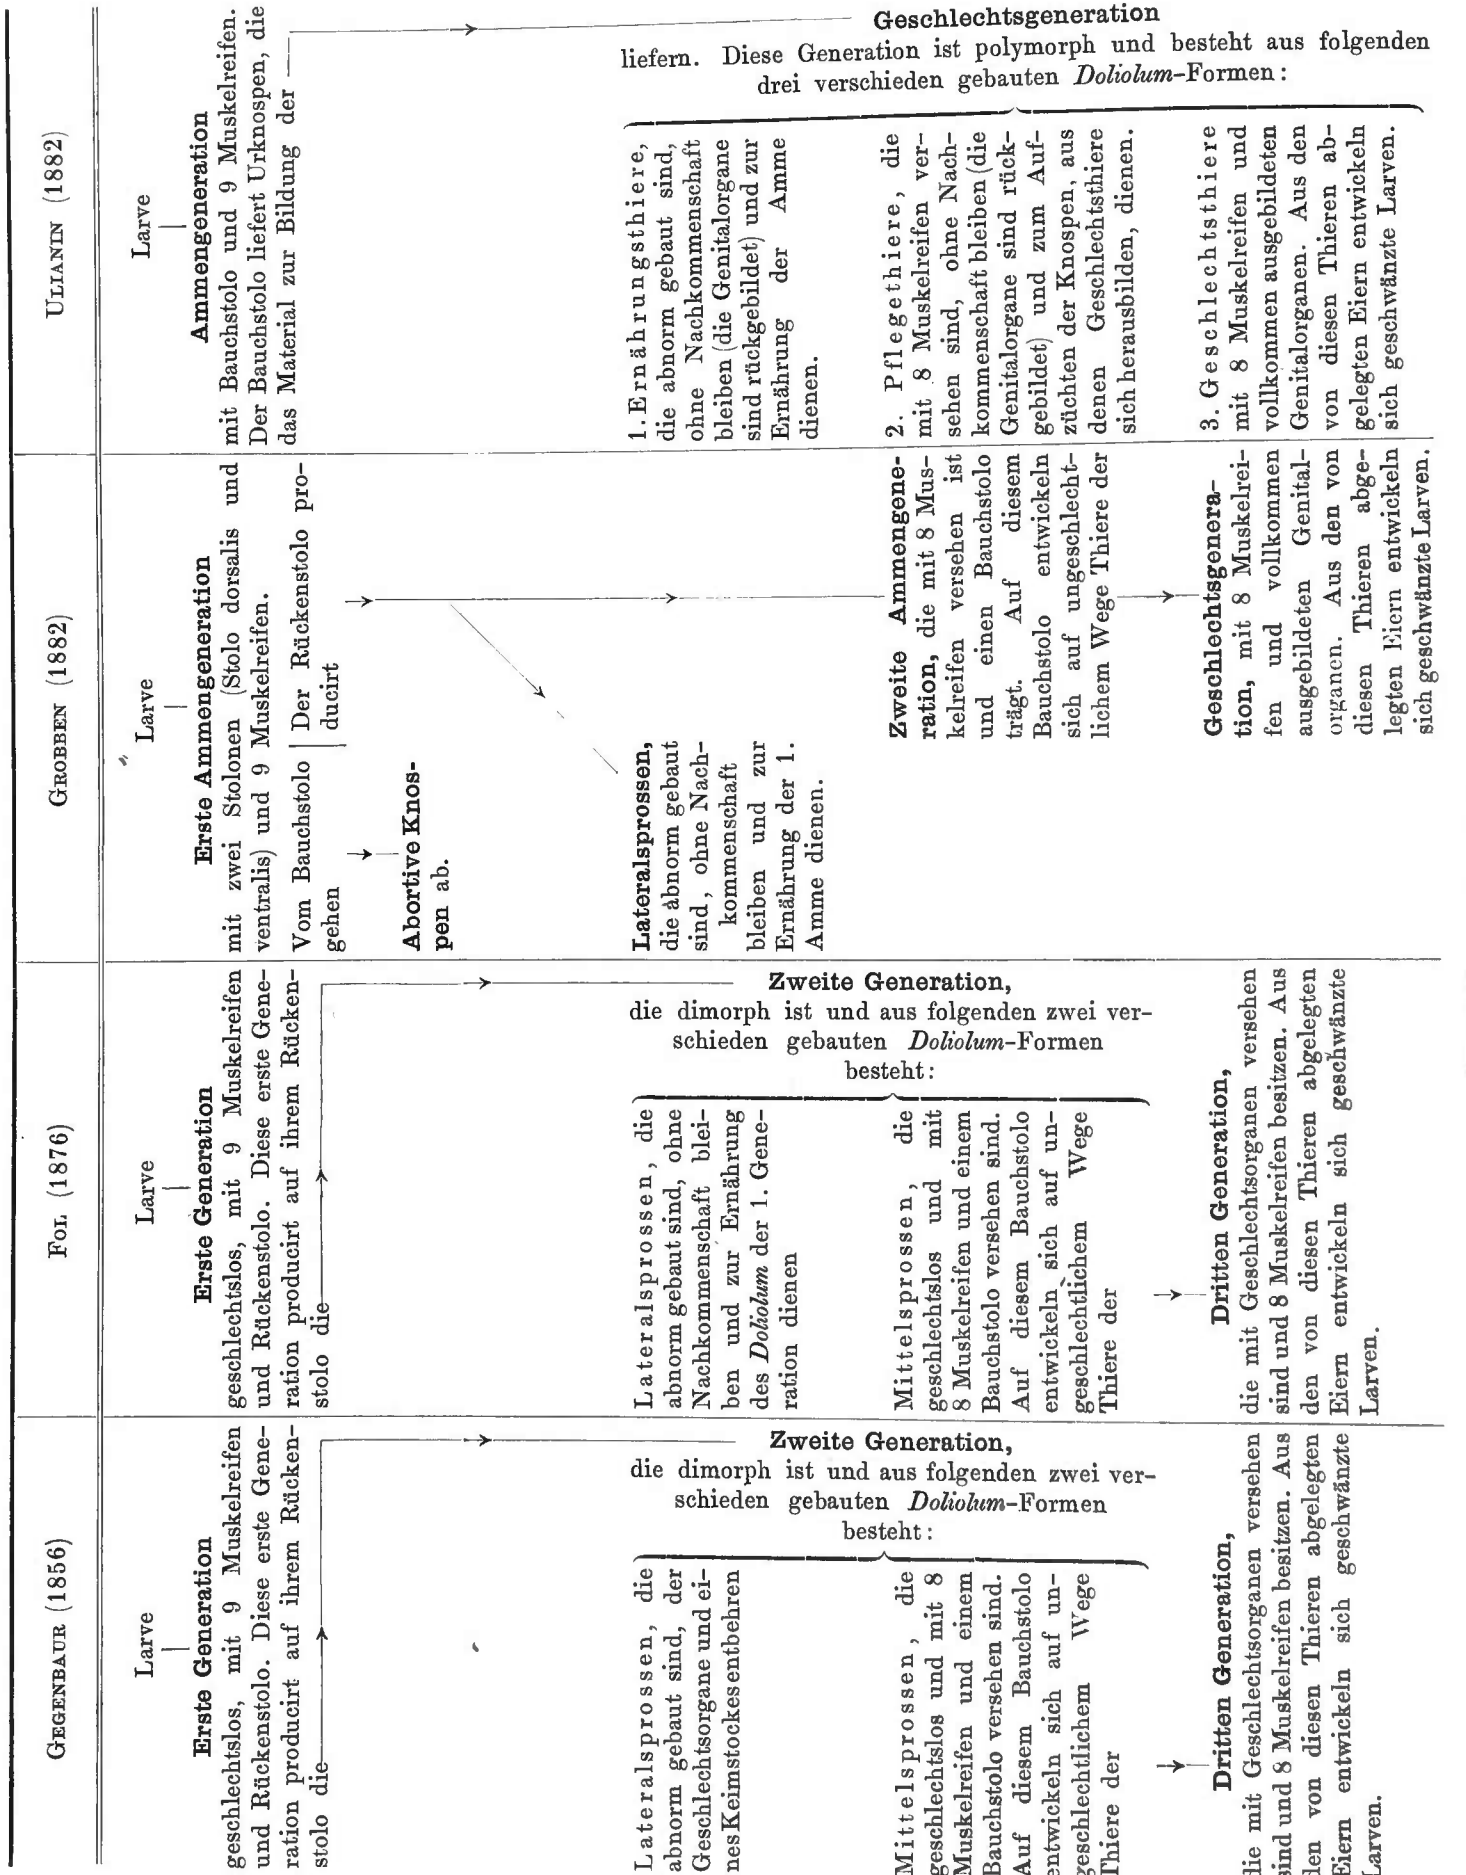 GEGENBAUR (1856)
Larve
Erste Generation
geschlechtslos, mit 9 Muskelreifen
und Rückenstolo. Diese erste Gene-
ration producirt auf ihrem Rücken-
stolo die
Zweite Generation,
die dimorph ist und aus folgenden zwei ver-
schieden gebauten Doliolum-Formen
besteht:
Lateralsprossen, die
abnorm gebaut sind, der
Geschlechtsorgane und ei-
nes Keimstockes entbehren
Mittelsprossen, die
geschlechtslos und mit 8
Muskelreifen und einem
Bauchstolo versehen sind.
Auf diesem Bauchstolo
entwickeln sich auf un-
geschlechtlichem Wege
Thiere der
Dritten Generation,
die mit Geschlechtsorganen versehen
sind und 8 Muskelreifen besitzen. Aus
den von diesen Thieren abgelegten
Eiern entwickeln sich geschwänzte
Larven.
FOL (1876)
Larve
Erste Generation
geschlechtslos, mit 9 Muskelreifen
und Rückenstolo. Diese erste Gene-
ration producirt auf ihrem Rücken-
stolo die
Zweite Generation,
die dimorph ist und aus folgenden zwei ver-
schieden gebauten Doliolum-Formen
besteht:
Lateralsprossen, die
abnorm gebaut sind, ohne
Nachkommenschaft blei-
ben und zur Ernährung
des Doliolum der 1. Gene-
ration dienen
Mittelsprossen, die
geschlechtslos und mit
8 Muskelreifen und einem
Bauchstolo versehen sind.
Auf diesem Bauchstolo
entwickeln sich auf un-
geschlechtlichem Wege
Thiere der
Dritten Generation,
die mit Geschlechtsorganen versehen
sind und 8 Muskelreifen besitzen. Aus
den von diesen Thieren abgelegten
Eiern entwickeln sich geschwänzte
Larven.
GROBBEN (1882)
Larve
Erste Ammengeneration
mit zwei Stolonen (Stolo dorsalis und
ventralis) und 9 Muskelreifen.
Vom Bauchstolo
gehen
Abortive Knos-
pen ab.
Der Rückenstolo pro-
ducirt
Lateralsprossen,
die abnorm gebaut
sind, ohne Nach-
kommenschaft
bleiben und zur
Ernährung der 1.
Amme dienen.
Zweite Ammengene-
ration, die mit 8 Mus-
kelreifen versehen ist
und einen Bauchstolo
trägt. Auf diesem
Bauchstolo entwickeln
sich auf ungeschlecht-
lichem Wege Thiere der
Geschlechtsgenera-
tion, mit 8 Muskelrei-
fen und vollkommen
ausgebildeten Genital-
organen. Aus den von
diesen Thieren abge-
legten Eiern entwickeln
sich geschwänzte Larven.
ULIANIN (1882)
Larve
Ammengeneration
mit Bauchstolo und 9 Muskelreifen.
Der Bauchstolo liefert Urknospen, die
das Material zur Bildung der
Geschlechtsgeneration
liefern. Diese Generation ist polymorph und besteht aus folgenden
drei verschieden gebauten Doliolum-Formen:
1. Ernährungsthiere,
die abnorm gebaut sind,
ohne Nachkommenschaft
bleiben (die Genitalorgane
sind rückgebildet) und zur
Ernährung der Amme
dienen.
2. Pflegethiere, die
mit 8 Muskelreifen ver-
sehen sind, ohne Nach-
kommenschaft bleiben (die
Genitalorgane sind rück-
gebildet) und zum Auf-
züchten der Knospen, aus
denen Geschlechtsthiere
sich herausbilden, dienen.
3. Geschlechtsthiere
mit 8 Muskelreifen und
vollkommen ausgebildeten
Genitalorganen. Aus den
von diesen Thieren ab-
gelegten Eiern entwickeln
sich geschwänzte Larven.